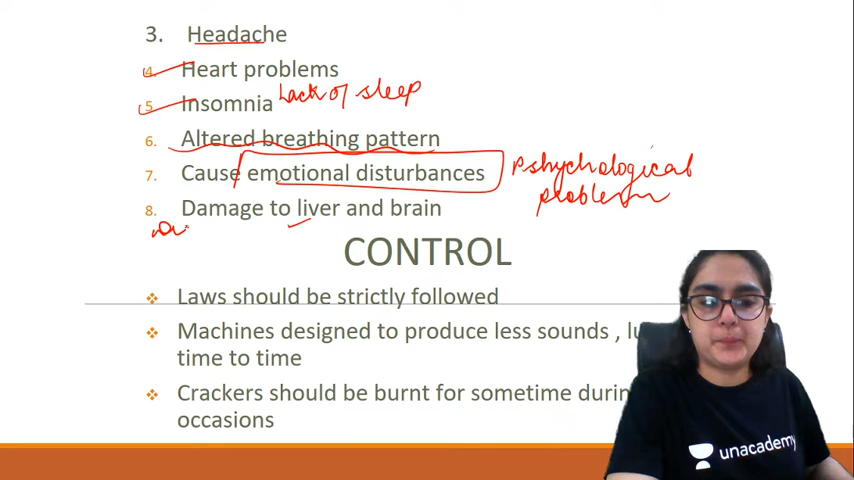 3. Headache
4. Heart problems
5. Insomnia Lack of sleep
6. Altered breathing pattern
7. Cause emotional disturbances Pshychological
problem
8. Damage to liver and brain
CONTROL
❖ Laws should be strictly followed
❖ Machines designed to produce less sounds , lu
time to time
❖ Crackers should be burnt for sometime durin
occasions
unacademy